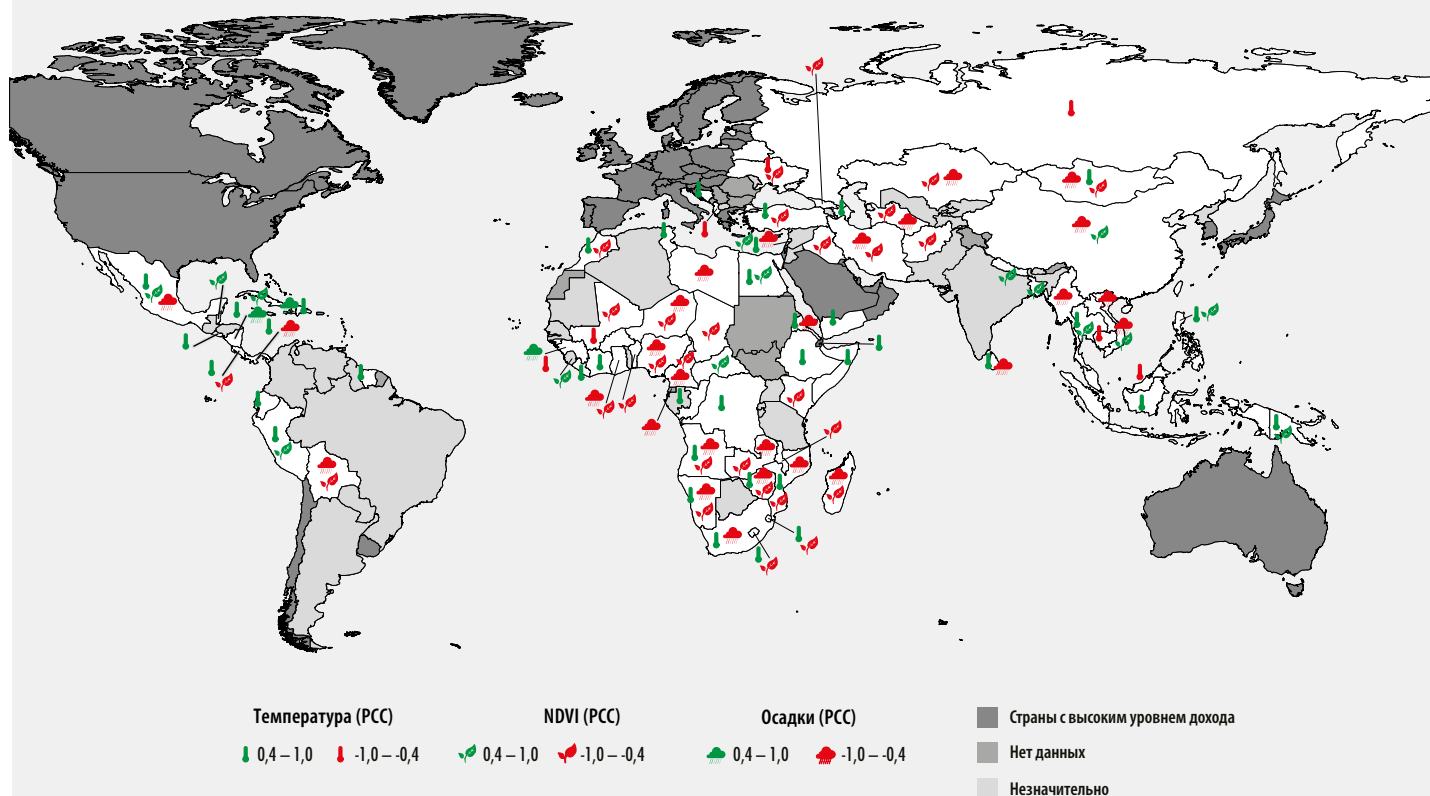 Температура (PCC)
0,4 – 1,0
-1,0 – -0,4
NDVI (PCC)
0,4 – 1,0
-1,0 – -0,4
Осадки (PCC)
0,4 – 1,0
-1,0 – -0,4
Страны с высоким уровнем дохода
Нет данных
Незначительно